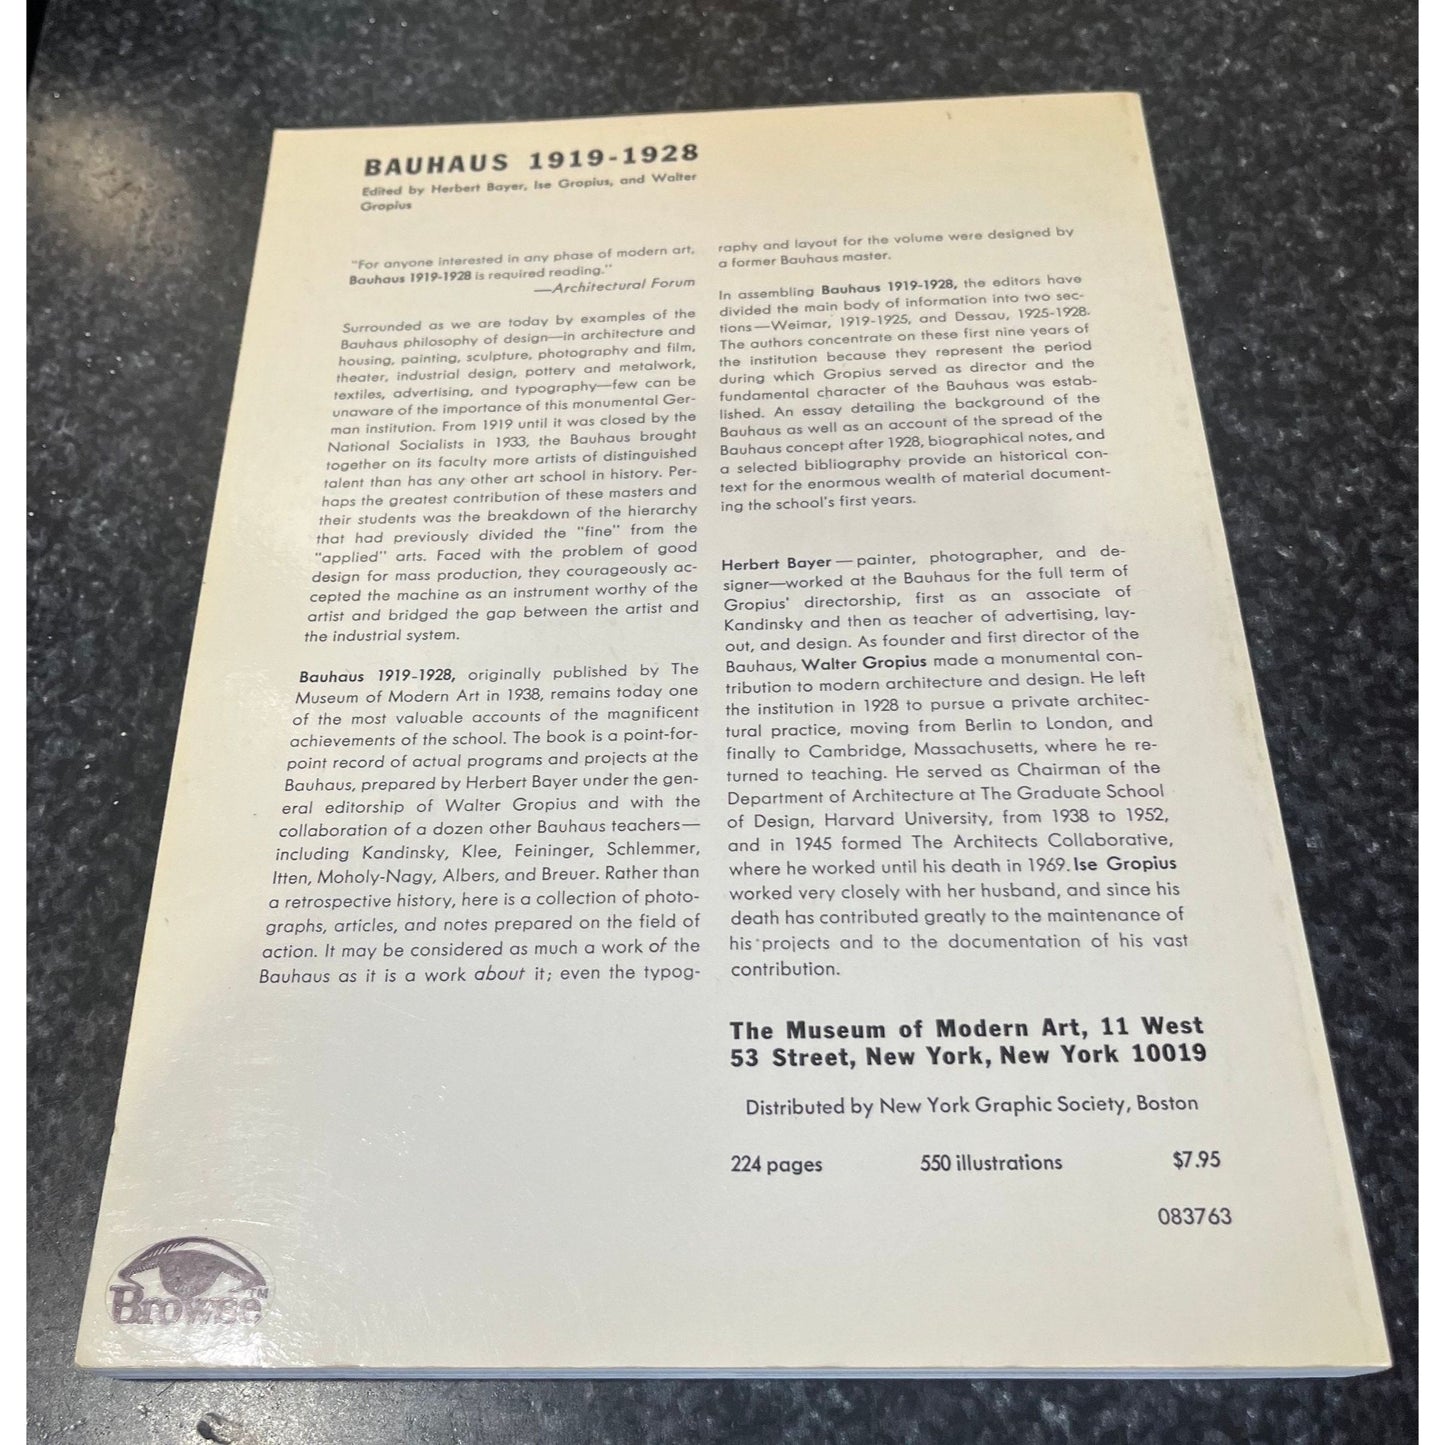 BAUHAUS 1919-1928
Edited by Herbert Bayer, Ise Gropius, and Walter
Gropius
"For anyone interested in any phase of modern art,
Bauhaus 1919-1928 is required reading."
—Architectural Forum
Surrounded as we are today by examples of the
Bauhaus philosophy of design—in architecture and
housing, painting, sculpture, photography and film,
theater, industrial design, pottery and metalwork,
textiles, advertising, and typography—few can be
unaware of the importance of this monumental Ger-
man institution. From 1919 until it was closed by the
National Socialists in 1933, the Bauhaus brought
together on its faculty more artists of distinguished
talent than has any other art school in history. Per-
haps the greatest contribution of these masters and
their students was the breakdown of the hierarchy
that had previously divided the "fine" from the
"applied" arts. Faced with the problem of good
design for mass production, they courageously ac-
cepted the machine as an instrument worthy of the
artist and bridged the gap between the artist and
the industrial system.
Bauhaus 1919-1928, originally published by The
Museum of Modern Art in 1938, remains today one
of the most valuable accounts of the magnificent
achievements of the school. The book is a point-for-
point record of actual programs and projects at the
Bauhaus, prepared by Herbert Bayer under the gen-
eral editorship of Walter Gropius and with the
collaboration of a dozen other Bauhaus teachers—
including Kandinsky, Klee, Feininger, Schlemmer,
Itten, Moholy-Nagy, Albers, and Breuer. Rather than
a retrospective history, here is a collection of photo-
graphs, articles, and notes prepared on the field of
action. It may be considered as much a work of the
Bauhaus as it is a work about it; even the typog-
raphy and layout for the volume were designed by
a former Bauhaus master.
In assembling Bauhaus 1919-1928, the editors have
divided the main body of information into two sec-
tions—Weimar, 1919-1925, and Dessau, 1925-1928.
The authors concentrate on these first nine years of
the institution because they represent the period
during which Gropius served as director and the
fundamental character of the Bauhaus was estab-
lished. An essay detailing the background of the
Bauhaus as well as an account of the spread of the
Bauhaus concept after 1928, biographical notes, and
a selected bibliography provide an historical con-
text for the enormous wealth of material document-
ing the school's first years.
Herbert Bayer—painter, photographer, and de-
signer—worked at the Bauhaus for the full term of
Gropius' directorship, first as an associate of
Kandinsky and then as teacher of advertising, lay-
out, and design. As founder and first director of the
Bauhaus, Walter Gropius made a monumental con-
tribution to modern architecture and design. He left
the institution in 1928 to pursue a private architec-
tural practice, moving from Berlin to London, and
finally to Cambridge, Massachusetts, where he re-
turned to teaching. He served as Chairman of the
Department of Architecture at The Graduate School
of Design, Harvard University, from 1938 to 1952,
and in 1945 formed The Architects Collaborative,
where he worked until his death in 1969. Ise Gropius
worked very closely with her husband, and since his
death has contributed greatly to the maintenance of
his projects and to the documentation of his vast
contribution.
The Museum of Modern Art, 11 West
53 Street, New York, New York 10019
Distributed by New York Graphic Society, Boston
224 pages 550 illustrations $7.95
083763
Browse™